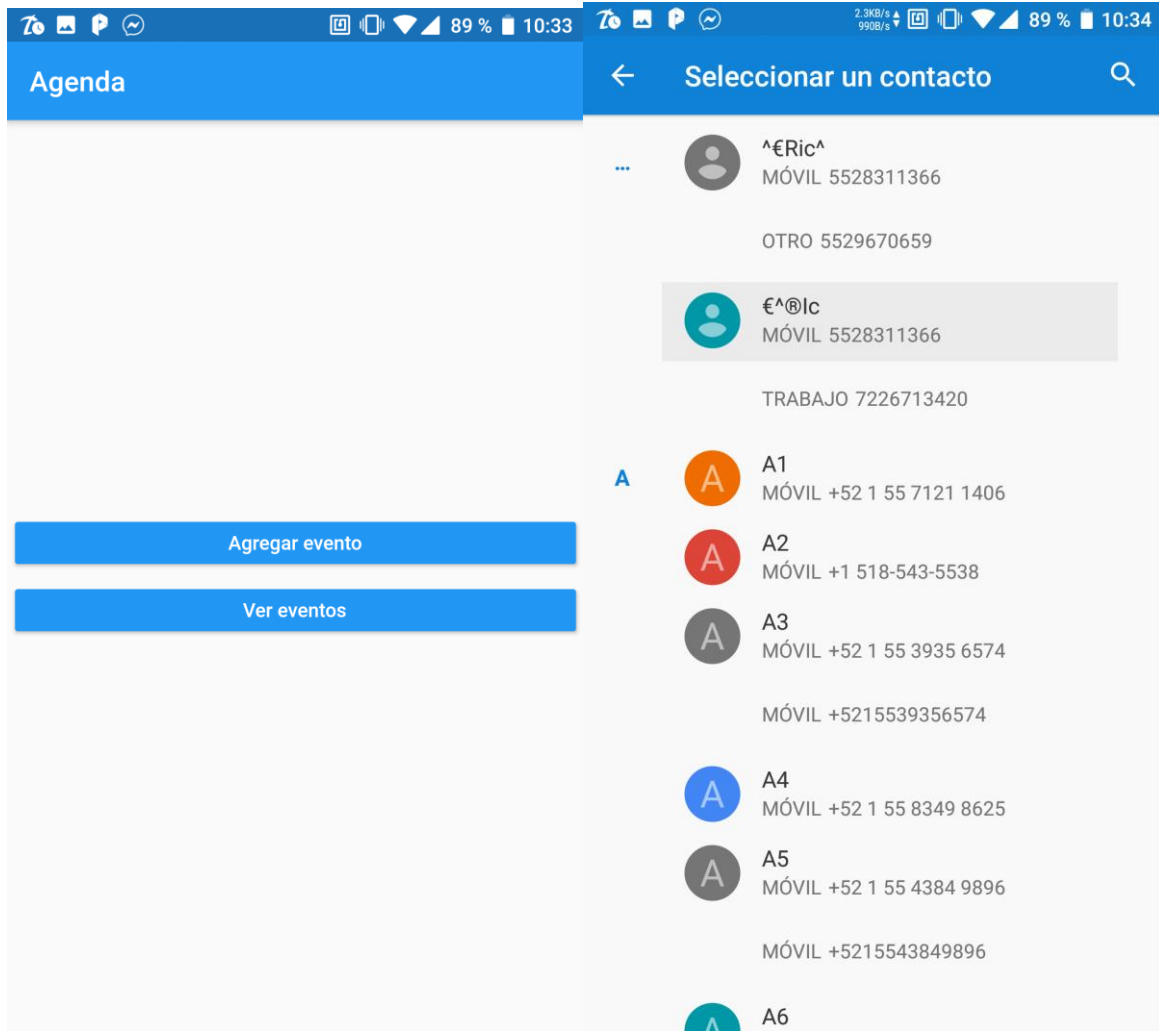 89 % 10:33
Agenda
Agregar evento
Ver eventos
2.3KB/s
990B/s
89 % 10:34
Seleccionar un contacto
...
^€Ric^
MÓVIL 5528311366
OTRO 5529670659
€^®Ic
MÓVIL 5528311366
TRABAJO 7226713420
A
A
A1
MÓVIL +52 1 55 7121 1406
A
A2
MÓVIL +1 518-543-5538
A
A3
MÓVIL +52 1 55 3935 6574
MÓVIL +5215539356574
A
A4
MÓVIL +52 1 55 8349 8625
A
A5
MÓVIL +52 1 55 4384 9896
MÓVIL +5215543849896
A
A6